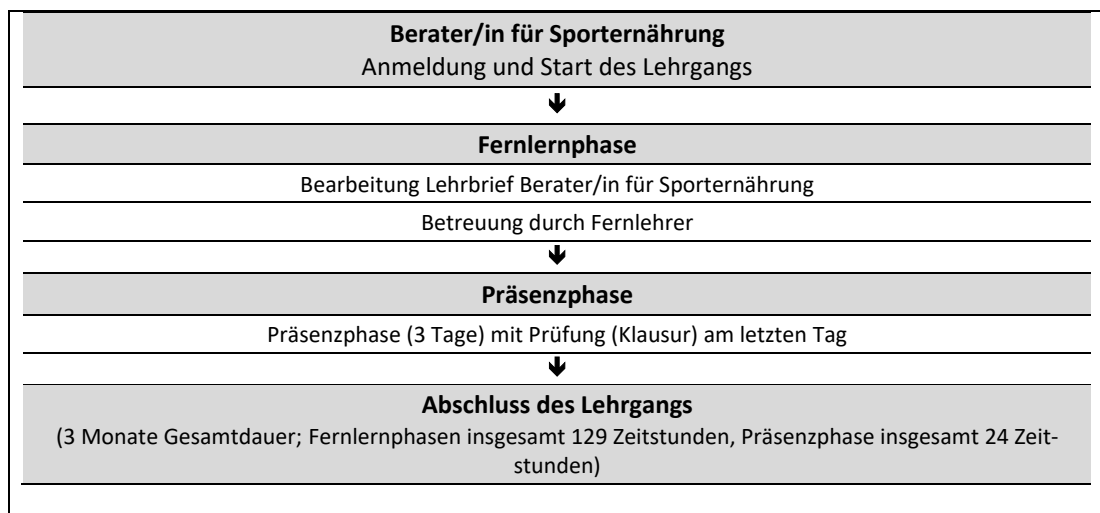 Berater/in für Sporternährung
Anmeldung und Start des Lehrgangs
🡻
Fernlernphase
Bearbeitung Lehrbrief Berater/in für Sporternährung
Betreuung durch Fernlehrer
🡻
Präsenzphase
Präsenzphase (3 Tage) mit Prüfung (Klausur) am letzten Tag
🡻
Abschluss des Lehrgangs
(3 Monate Gesamtdauer; Fernlernphasen insgesamt 129 Zeitstunden, Präsenzphase insgesamt 24 Zeit-
stunden)